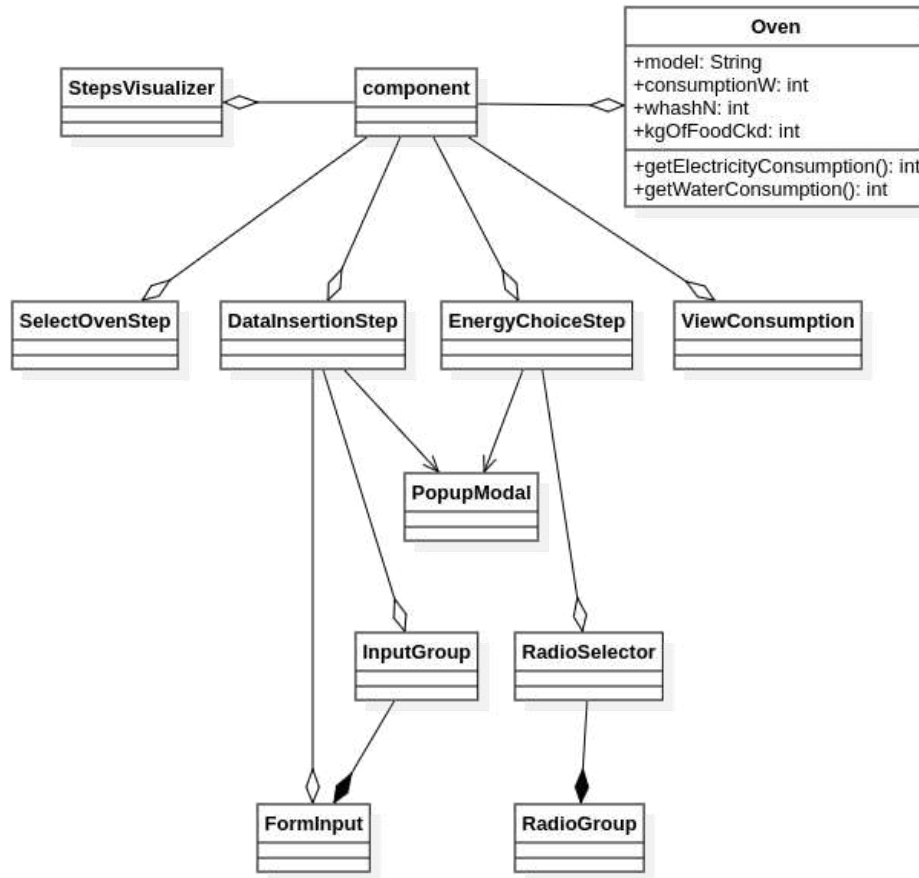 Oven
+model: String
+consumptionW: int
+whashN: int
+kgOfFoodCkd: int
+getElectricityConsumption(): int
+getWaterConsumption(): int
StepsVisualizer
component
SelectOvenStep
DataInsertionStep
EnergyChoiceStep
ViewConsumption
PopupModal
InputGroup
RadioSelector
FormInput
RadioGroup